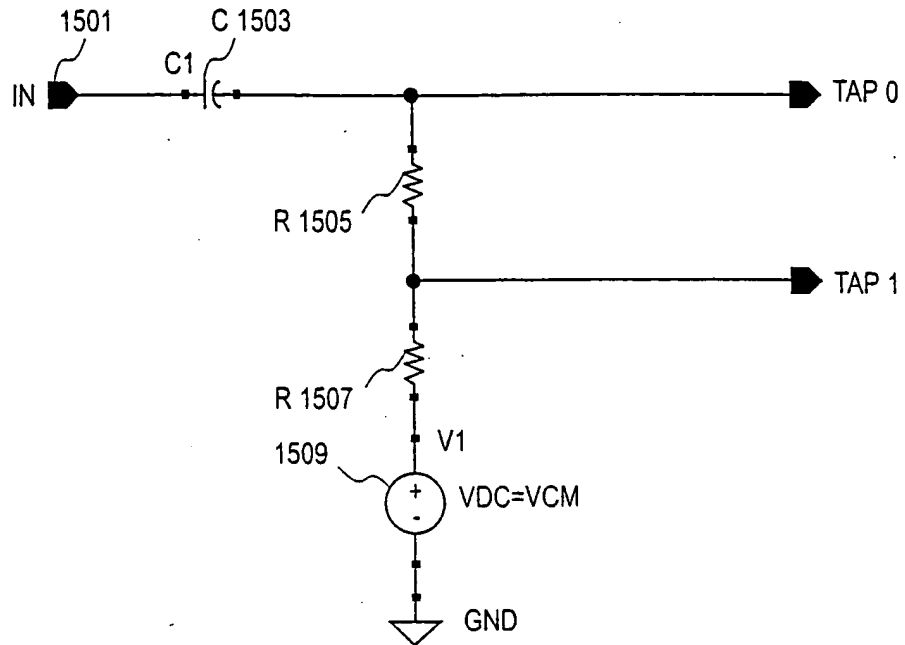 1501
C 1503
C1
IN
TAP 0
R 1505
TAP 1
R 1507
V1
1509
+
-
VDC=VCM
GND